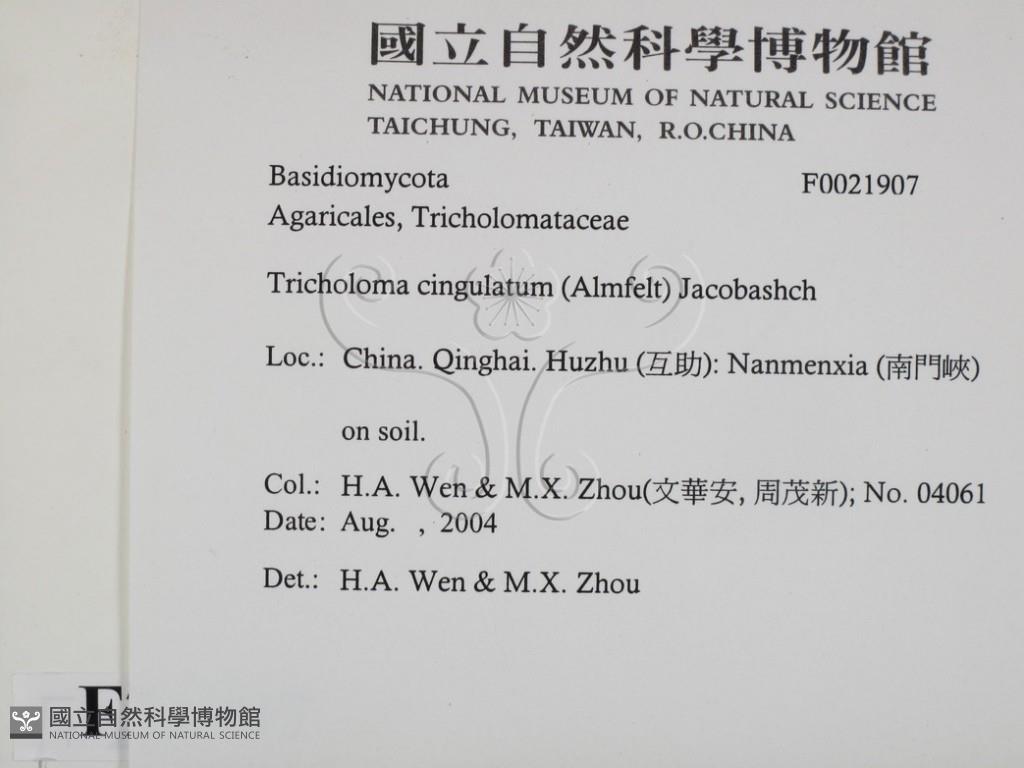 國立自然科學博物館
NATIONAL MUSEUM OF NATURAL SCIENCE
TAICHUNG, TAIWAN, R.O.CHINA
Basidiomycota F0021907
Agaricales, Tricholomataceae
Tricholoma cingulatum (Almfelt) Jacobashch
Loc.: China. Qinghai. Huzhu (互助): Nanmenxia (南門峽)
on soil.
Col.: H.A. Wen & M.X. Zhou(文華安, 周茂新); No. 04061
Date: Aug. , 2004
Det.: H.A. Wen & M.X. Zhou
F
國立自然科學博物館
NATIONAL MUSEUM OF NATURAL SCIENCE